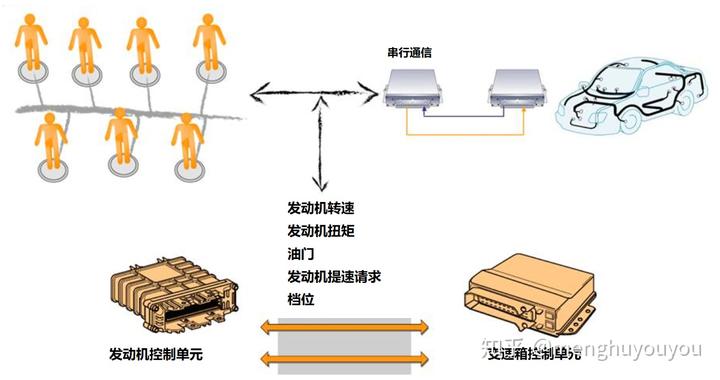 串行通信
发动机转速
发动机扭矩
油门
发动机提速请求
档位
发动机控制单元
变速箱控制单元
知乎 @menghuyouyou